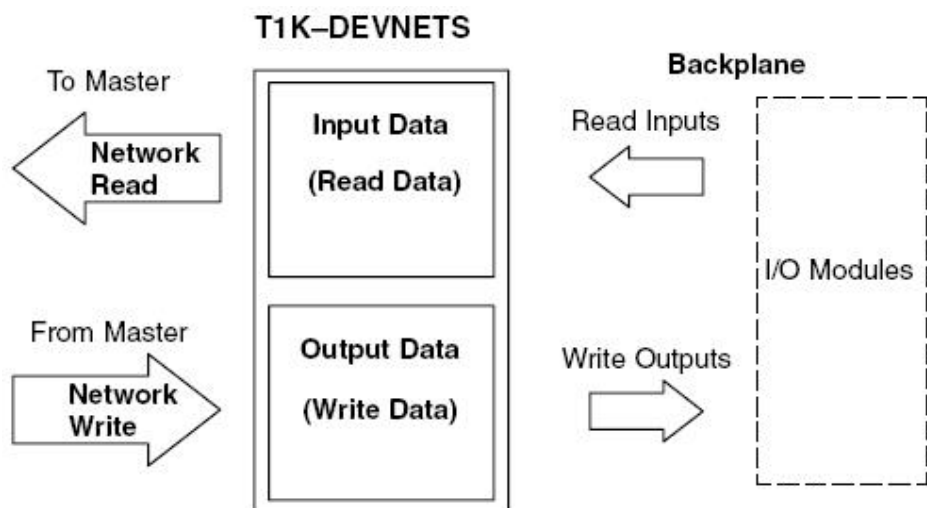 T1K–DEVNETS
To Master
Network
Read
Input Data
(Read Data)
Backplane
Read Inputs
I/O Modules
From Master
Network
Write
Output Data
(Write Data)
Write Outputs